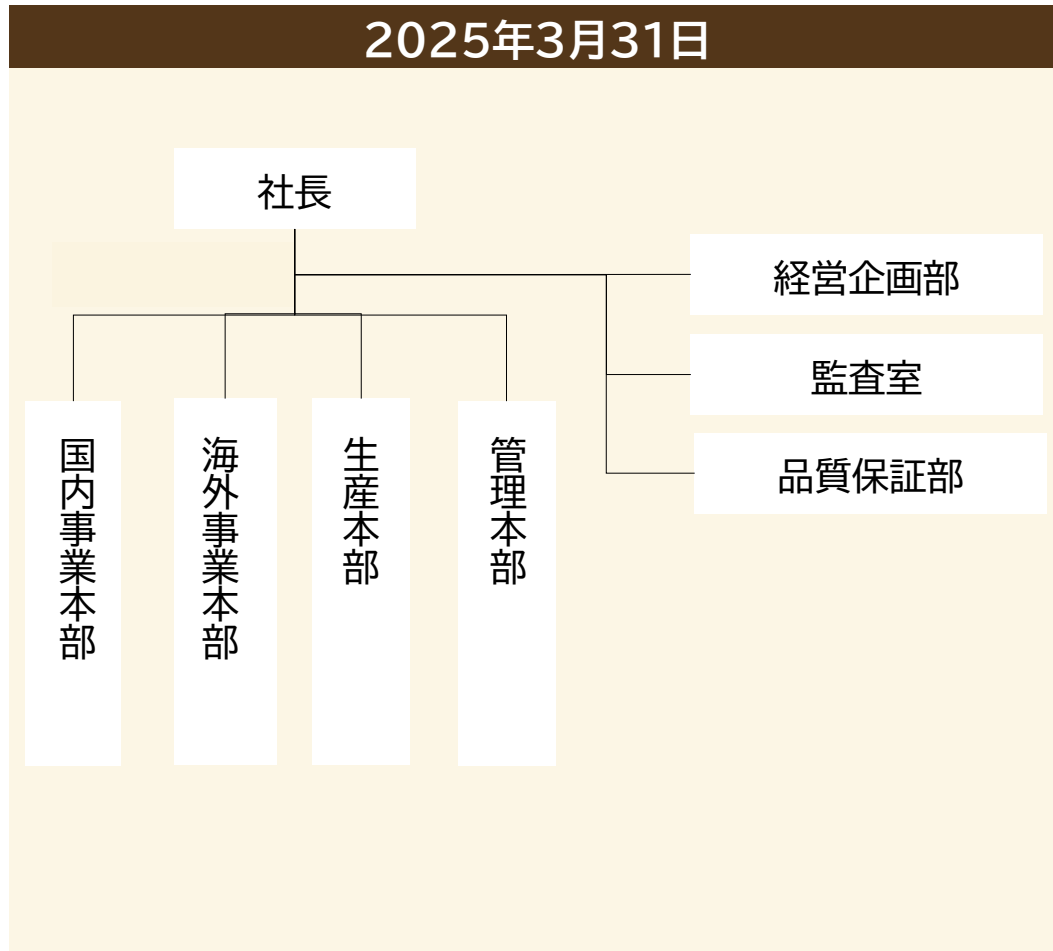 2025年3月31日
社長
経営企画部
監査室
品質保証部
国内事業本部
海外事業本部
生産本部
管理本部